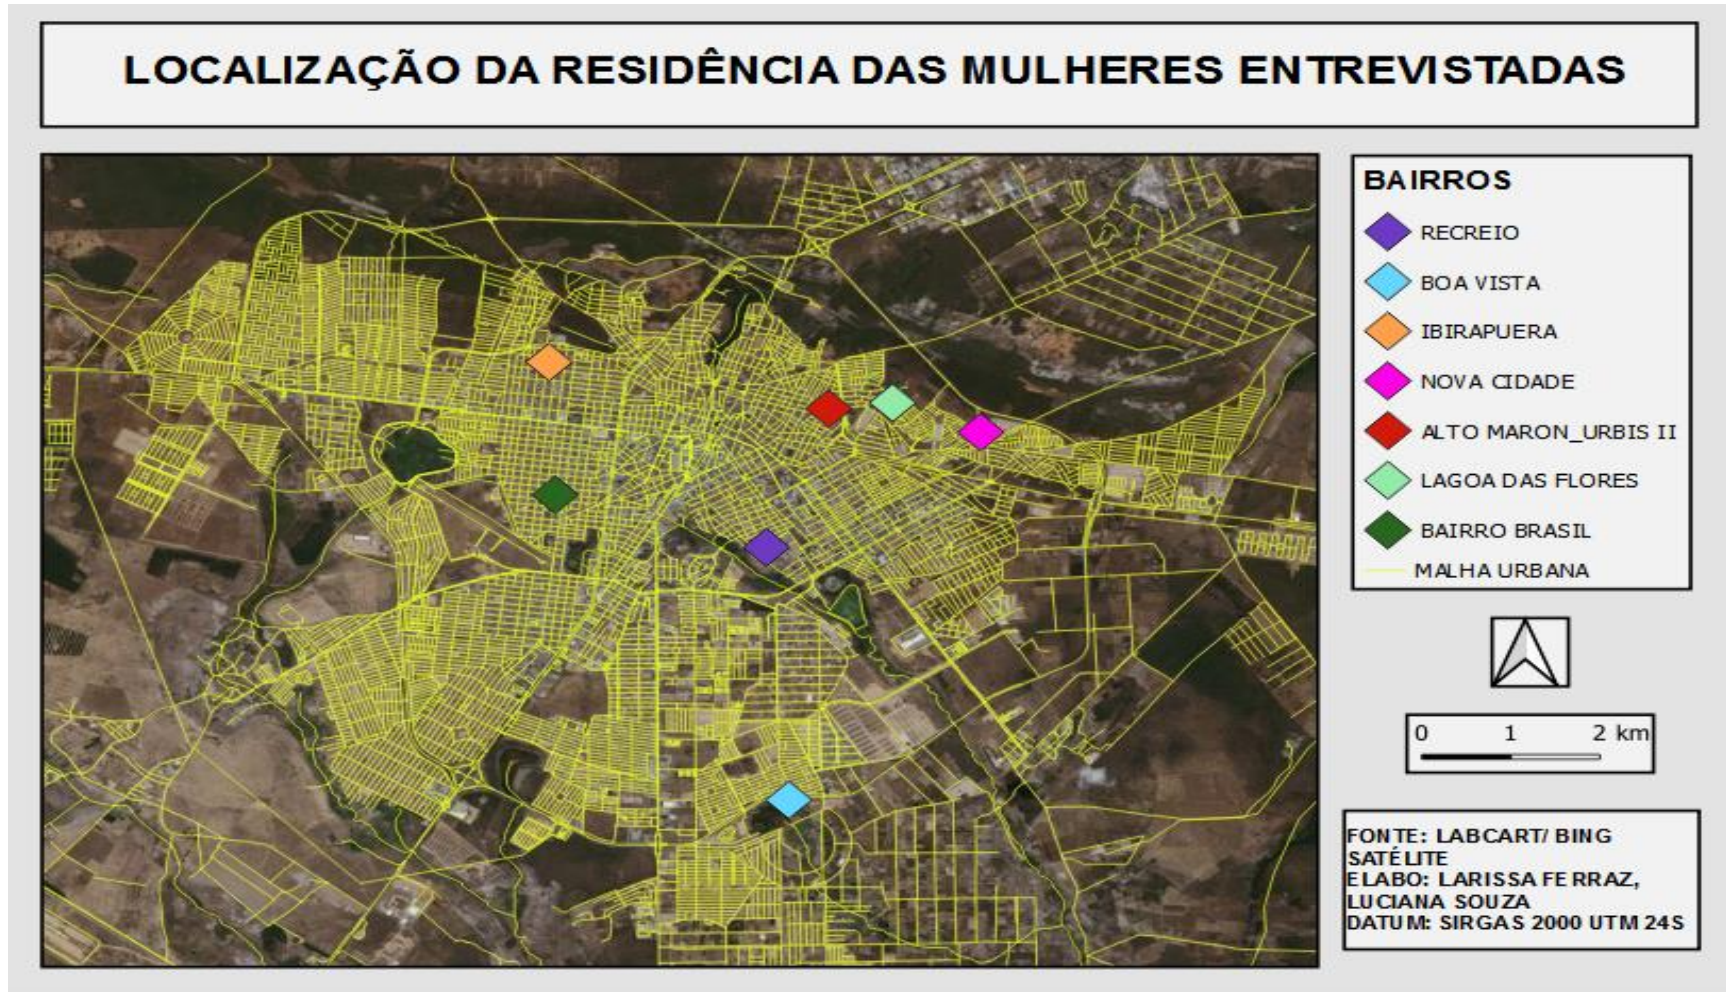 LOCALIZAÇÃO DA RESIDÊNCIA DAS MULHERES ENTREVISTADAS
BAIRROS
RECREIO
BOA VISTA
IBIRAPUERA
NOVA CIDADE
ALTO MARON_URBIS II
LAGOA DAS FLORES
BAIRRO BRASIL
MALHA URBANA
0 1 2 km
FONTE: LABCART/ BING
SATÉLITE
ELABO: LARISSA FERRAZ,
LUCIANA SOUZA
DATUM: SIRGAS 2000 UTM 24S